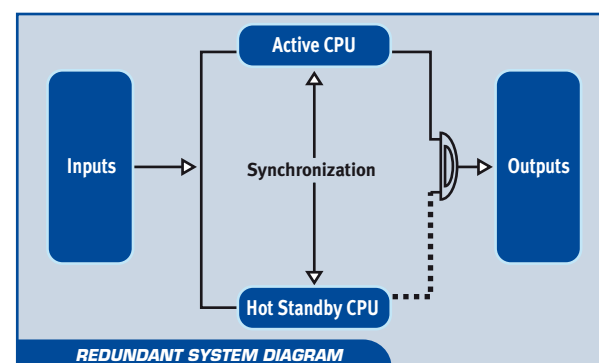 Active CPU
Inputs
Synchronization
Outputs
Hot Standby CPU
REDUNDANT SYSTEM DIAGRAM